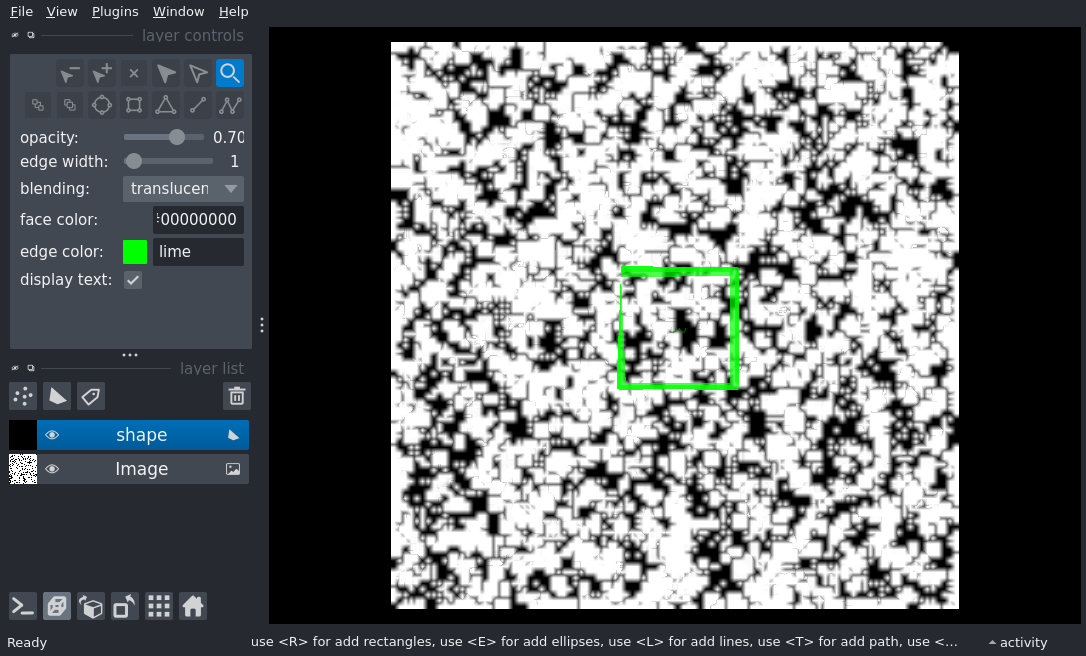 File View Plugins Window Help
layer controls
opacity: 0.70
edge width: 1
blending: translucen
face color: 00000000
edge color: lime
display text:
layer list
shape
Image
Ready
use <R> for add rectangles, use <E> for add ellipses, use <L> for add lines, use <T> for add path, use <...
activity